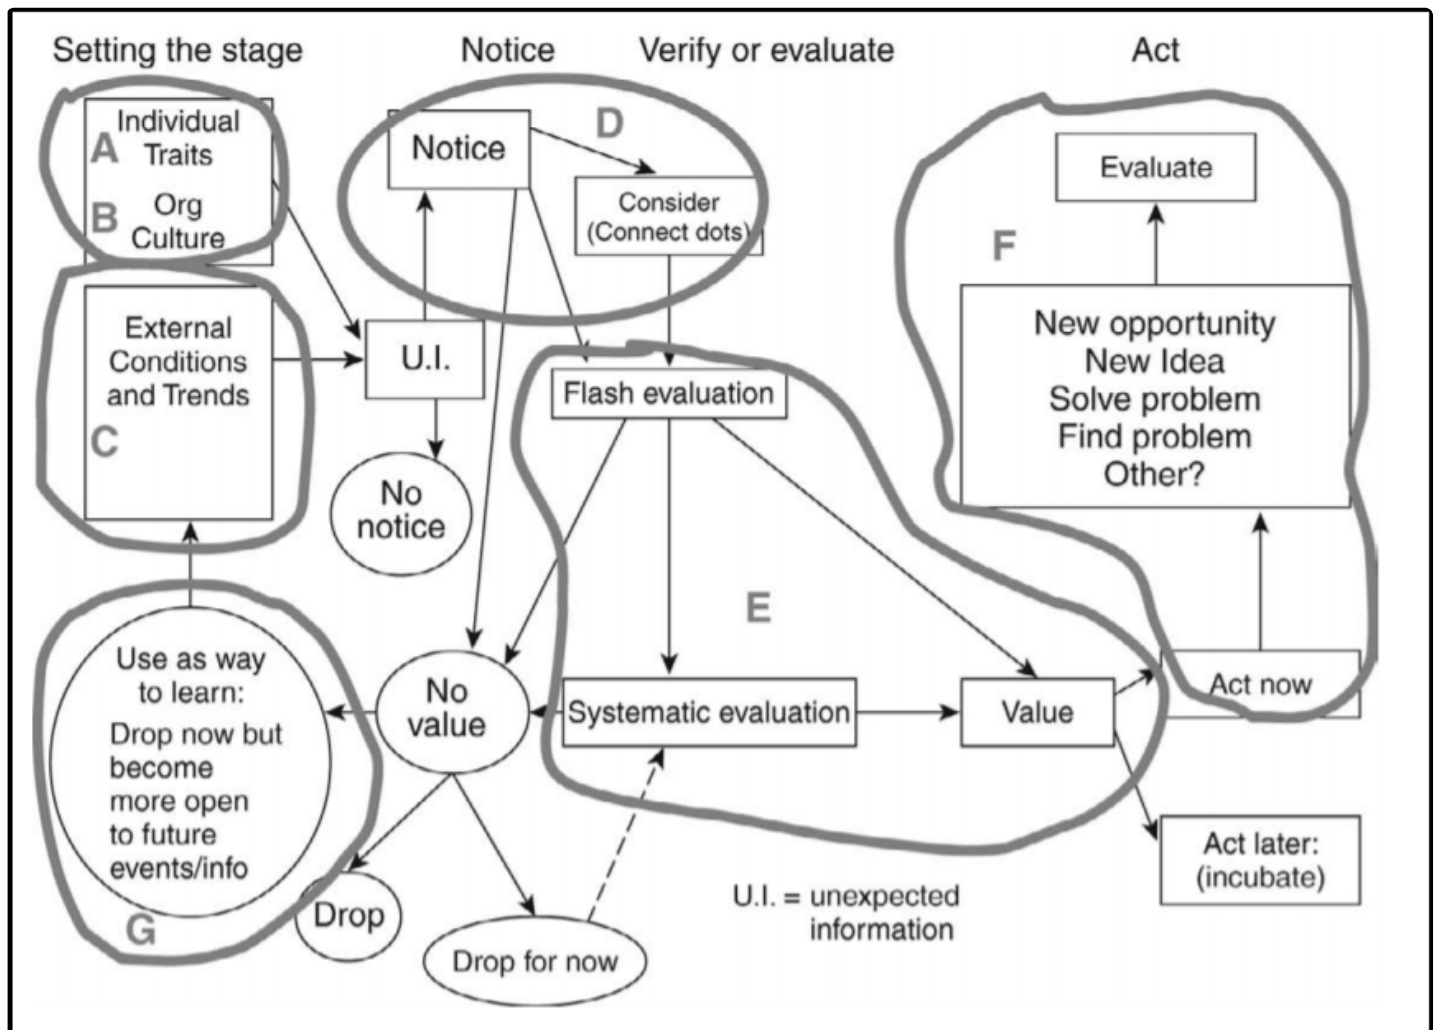 Setting the stage
Notice
Verify or evaluate
Act
A
Individual
Traits
B
Org
Culture
External
Conditions
and Trends
C
U.I.
No
notice
Notice
D
Consider
(Connect dots)
Flash evaluation
E
Systematic evaluation
Value
No
value
Use as way
to learn:
Drop now but
become
more open
to future
events/info
G
Drop
Drop for now
U.I. = unexpected
information
Evaluate
F
New opportunity
New Idea
Solve problem
Find problem
Other?
Act now
Act later:
(incubate)